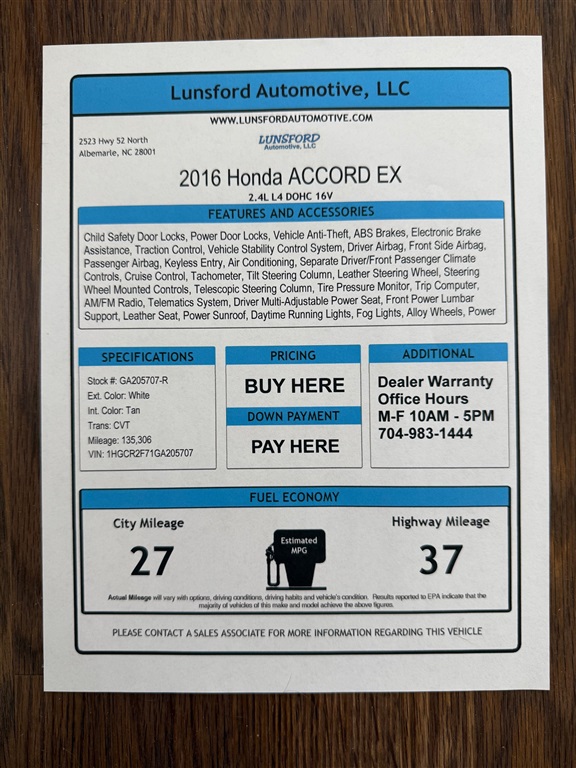 Lunsford Automotive, LLC
WWW.LUNSFORDAUTOMOTIVE.COM
2523 Hwy 52 North
Albemarle, NC 28001
LUNSFORD
Automotive, LLC
2016 Honda ACCORD EX
2.4L L4 DOHC 16V
FEATURES AND ACCESSORIES
Child Safety Door Locks, Power Door Locks, Vehicle Anti-Theft, ABS Brakes, Electronic Brake
Assistance, Traction Control, Vehicle Stability Control System, Driver Airbag, Front Side Airbag,
Passenger Airbag, Keyless Entry, Air Conditioning, Separate Driver/Front Passenger Climate
Controls, Cruise Control, Tachometer, Tilt Steering Column, Leather Steering Wheel, Steering
Wheel Mounted Controls, Telescopic Steering Column, Tire Pressure Monitor, Trip Computer,
AM/FM Radio, Telematics System, Driver Multi-Adjustable Power Seat, Front Power Lumbar
Support, Leather Seat, Power Sunroof, Daytime Running Lights, Fog Lights, Alloy Wheels, Power
SPECIFICATIONS
Stock #: GA205707-R
Ext. Color: White
Int. Color: Tan
Trans: CVT
Mileage: 135,306
VIN: 1HGCR2F71GA205707
PRICING
BUY HERE
DOWN PAYMENT
PAY HERE
ADDITIONAL
Dealer Warranty
Office Hours
M-F 10AM - 5PM
704-983-1444
FUEL ECONOMY
City Mileage
27
Estimated
MPG
Highway Mileage
37
Actual Mileage will vary with options, driving conditions, driving habits and vehicle's condition. Results reported to EPA indicate that the
majority of vehicles of this make and model achieve the above figures.
PLEASE CONTACT A SALES ASSOCIATE FOR MORE INFORMATION REGARDING THIS VEHICLE